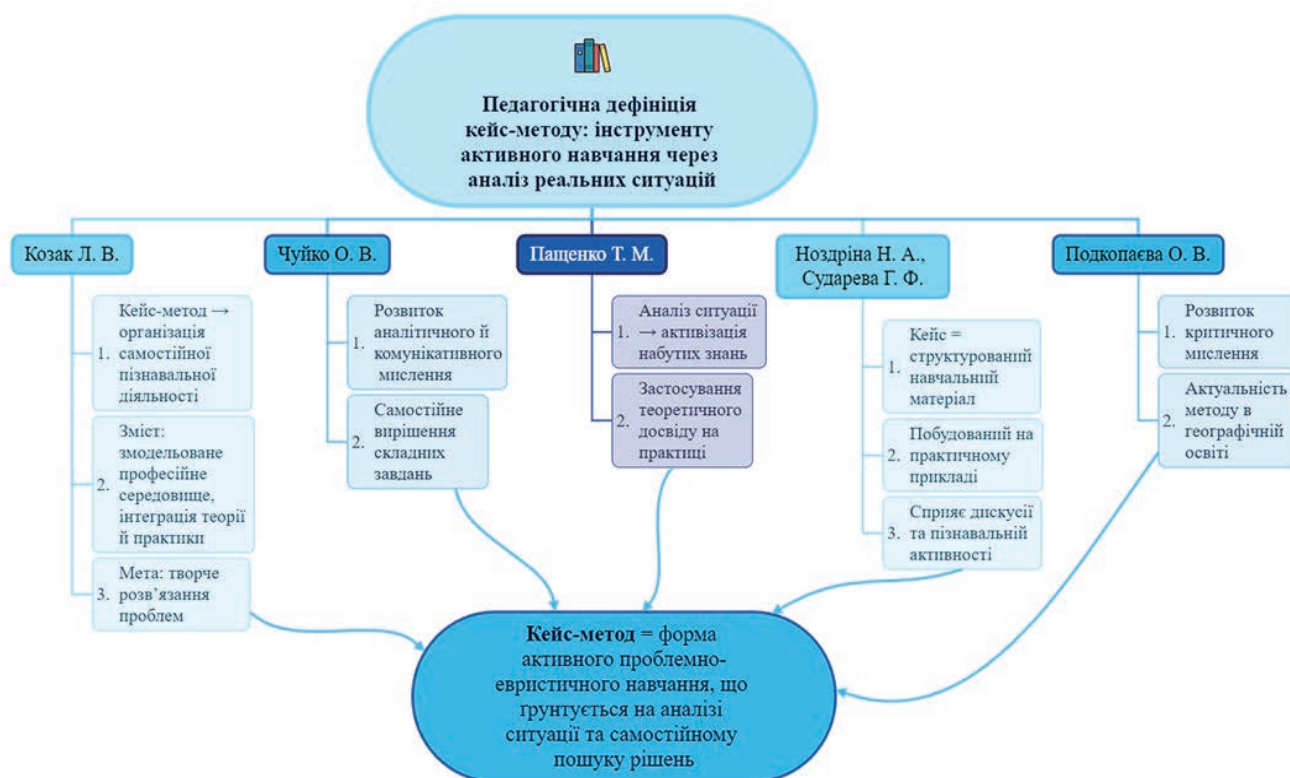 Педагогічна дефініція
кейс-методу: інструменту
активного навчання через
аналіз реальних ситуацій
Козак Л. В.
1. Кейс-метод →
організація
самостійної
пізнавальної
діяльності
2. Зміст:
змодельоване
професійне
середовище,
інтеграція теорії
й практики
3. Мета: творче
розв’язання
проблем
Чуйко О. В.
1. Розвиток
аналітичного й
комунікативного
мислення
2. Самостійне
вирішення
складних
завдань
Пащенко Т. М.
1. Аналіз ситуації
→ активізація
набутих знань
2. Застосування
теоретичного
досвіду на
практиці
Ноздріна Н. А.,
Сударева Г. Ф.
1. Кейс =
структурований
навчальний
матеріал
2. Побудований на
практичному
прикладі
3. Сприяє дискусії
та пізнавальній
активності
Подкопаєва О. В.
1. Розвиток
критичного
мислення
2. Актуальність
методу в
географічній
освіті
Кейс-метод = форма
активного проблемно-
евристичного навчання, що
ґрунтується на аналізі
ситуації та самостійному
пошуку рішень